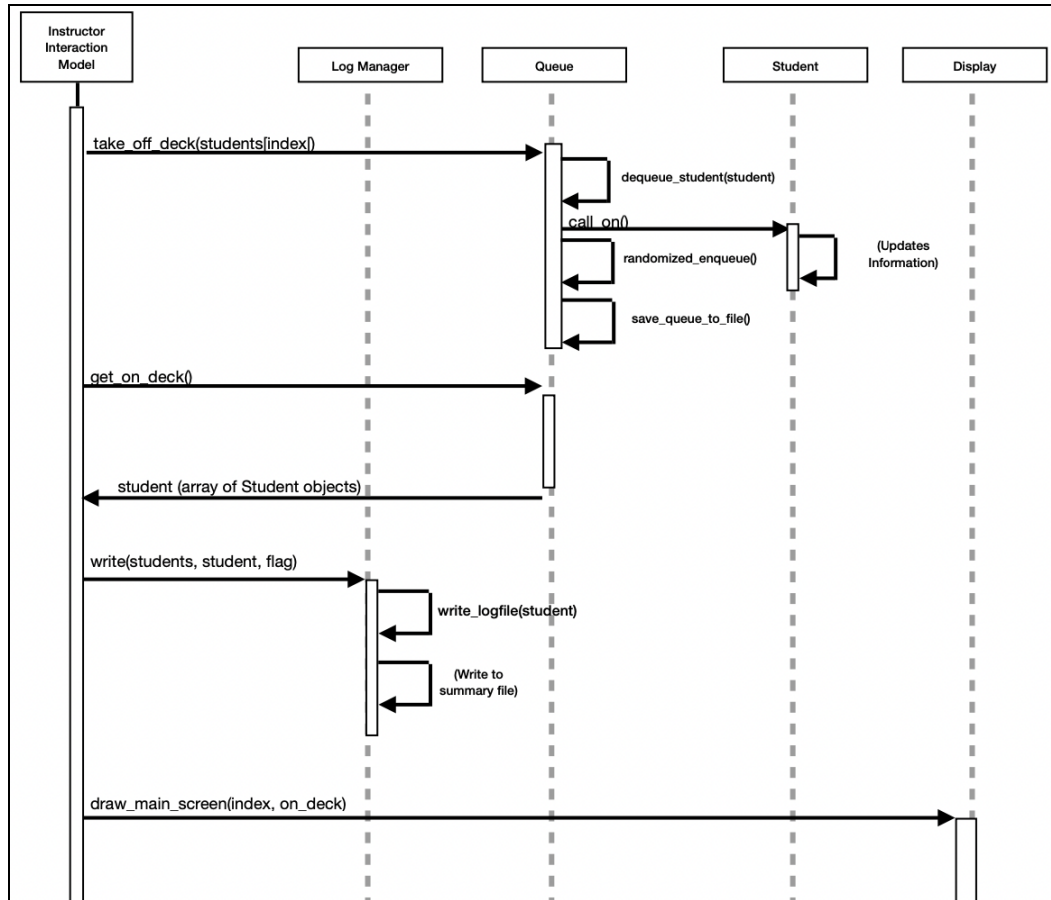 Instructor
Interaction
Model
Log Manager
Queue
Student
Display
take_off_deck(students[index])
dequeue_student(student)
call_on()
(Updates
Information)
randomized_enqueue()
save_queue_to_file()
get_on_deck()
student (array of Student objects)
write(students, student, flag)
write_logfile(student)
(Write to
summary file)
draw_main_screen(index, on_deck)